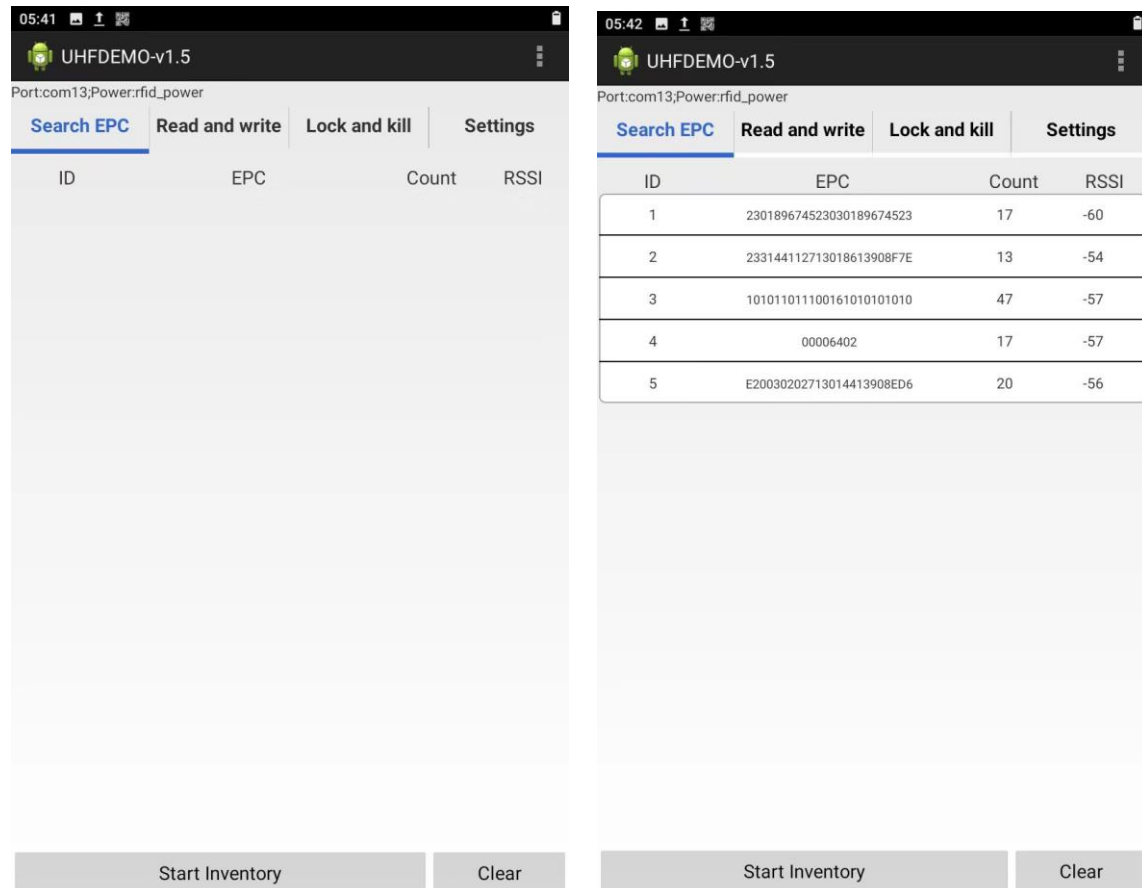 05:41
UHFDEMO-v1.5
Port:com13;Power:rfid_power
Search EPC Read and write Lock and kill Settings
ID EPC Count RSSI
Start Inventory Clear
05:42
UHFDEMO-v1.5
Port:com13;Power:rfid_power
Search EPC Read and write Lock and kill Settings
ID EPC Count RSSI
1 230189674523030189674523 17 -60
2 233144112713018613908F7E 13 -54
3 101011011100161010101010 47 -57
4 00006402 17 -57
5 E20030202713014413908ED6 20 -56
Start Inventory Clear